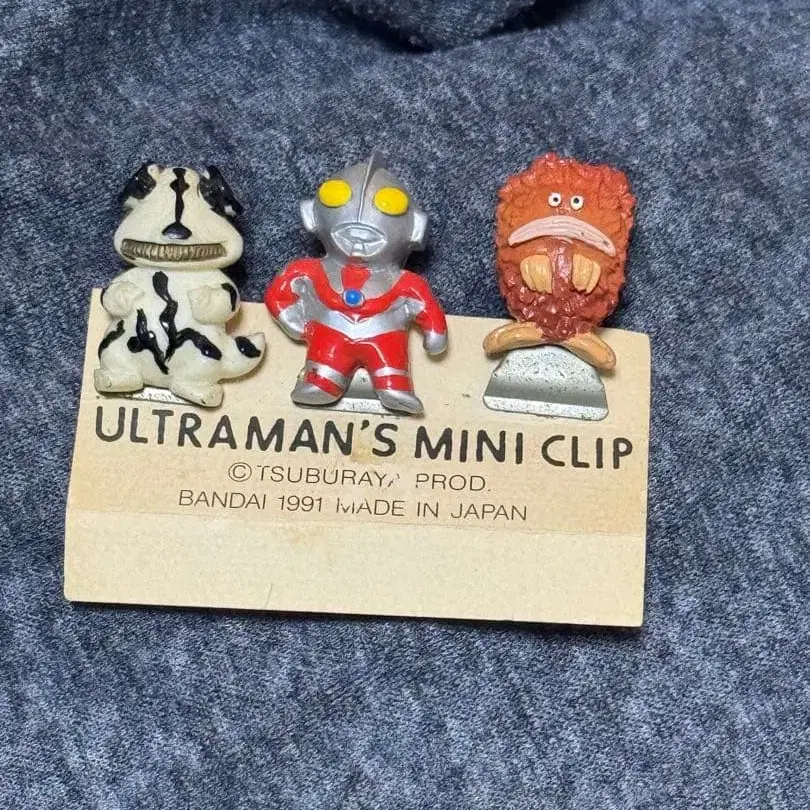 ULTRAMAN'S MINI CLIP
© TSUBURAYA PROD.
BANDAI 1991 MADE IN JAPAN